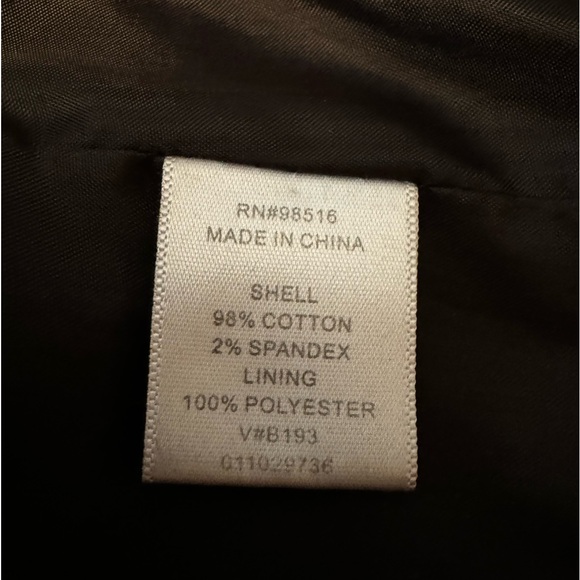 RN#98516
MADE IN CHINA
SHELL
98% COTTON
2% SPANDEX
LINING
100% POLYESTER
V#B193
011029736